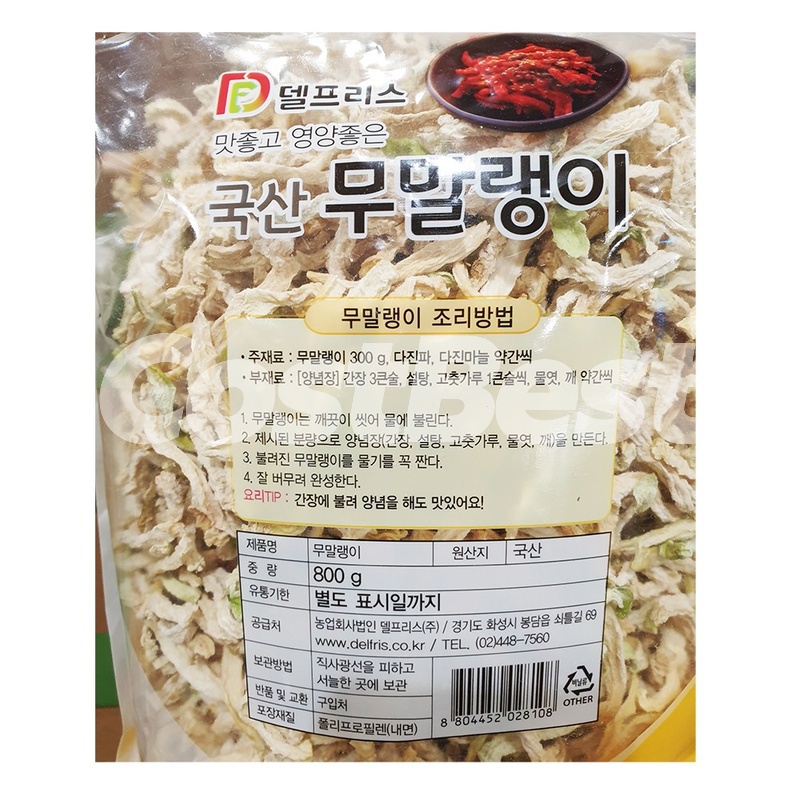 델프리스
맛좋고 영양좋은
국산 무말랭이
무말랭이 조리방법
• 주재료 : 무말랭이 300 g, 다진파, 다진마늘 약간씩
• 부재료 : [양념장] 간장 3큰술, 설탕, 고춧가루 1큰술씩, 물엿, 깨 약간씩
CostBest
1. 무말랭이는 깨끗이 씻어 물에 불린다.
2. 제시된 분량으로 양념장(간장, 설탕, 고춧가루, 물엿, 깨)을 만든다.
3. 불려진 무말랭이를 물기를 꼭 짠다.
4. 잘 버무려 완성한다.
요리TIP : 간장에 불려 양념을 해도 맛있어요!
제품명 무말랭이 원산지 국산
중 량 800 g
유통기한 별도 표시일까지
공급처 농업회사법인 델프리스(주) / 경기도 화성시 봉담읍 쇠틀길 69
www.delfris.co.kr / TEL. (02)448-7560
보관방법 직사광선을 피하고
서늘한 곳에 보관
반품 및 교환 구입처
포장재질 폴리프로필렌(내면)
8 804452 028108
비닐류
OTHER